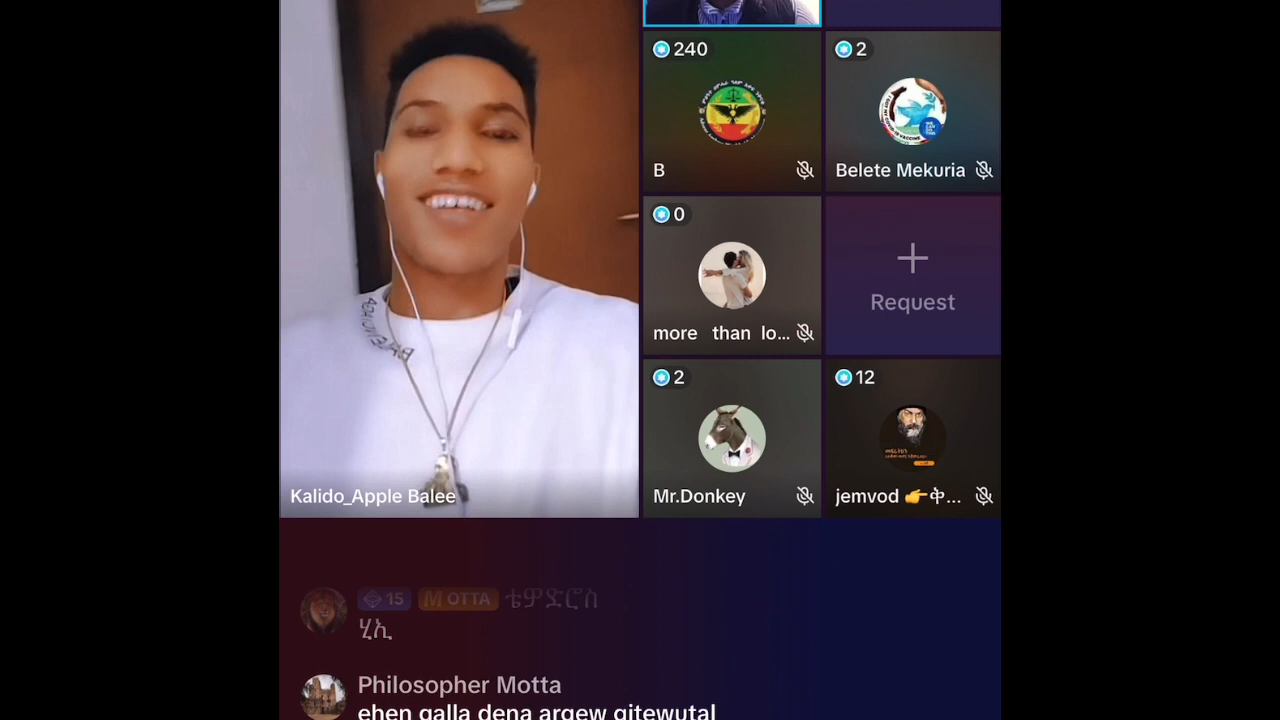 240
2
B
Belete Mekuria
0
more than lo...
Request
2
12
Mr.Donkey
jemvod 👉ቅ...
Kalido_Apple Balee
15 MOTTA ቴዎድሮስ
ሂኢ
Philosopher Motta
ehen galla dena argew gitewutal